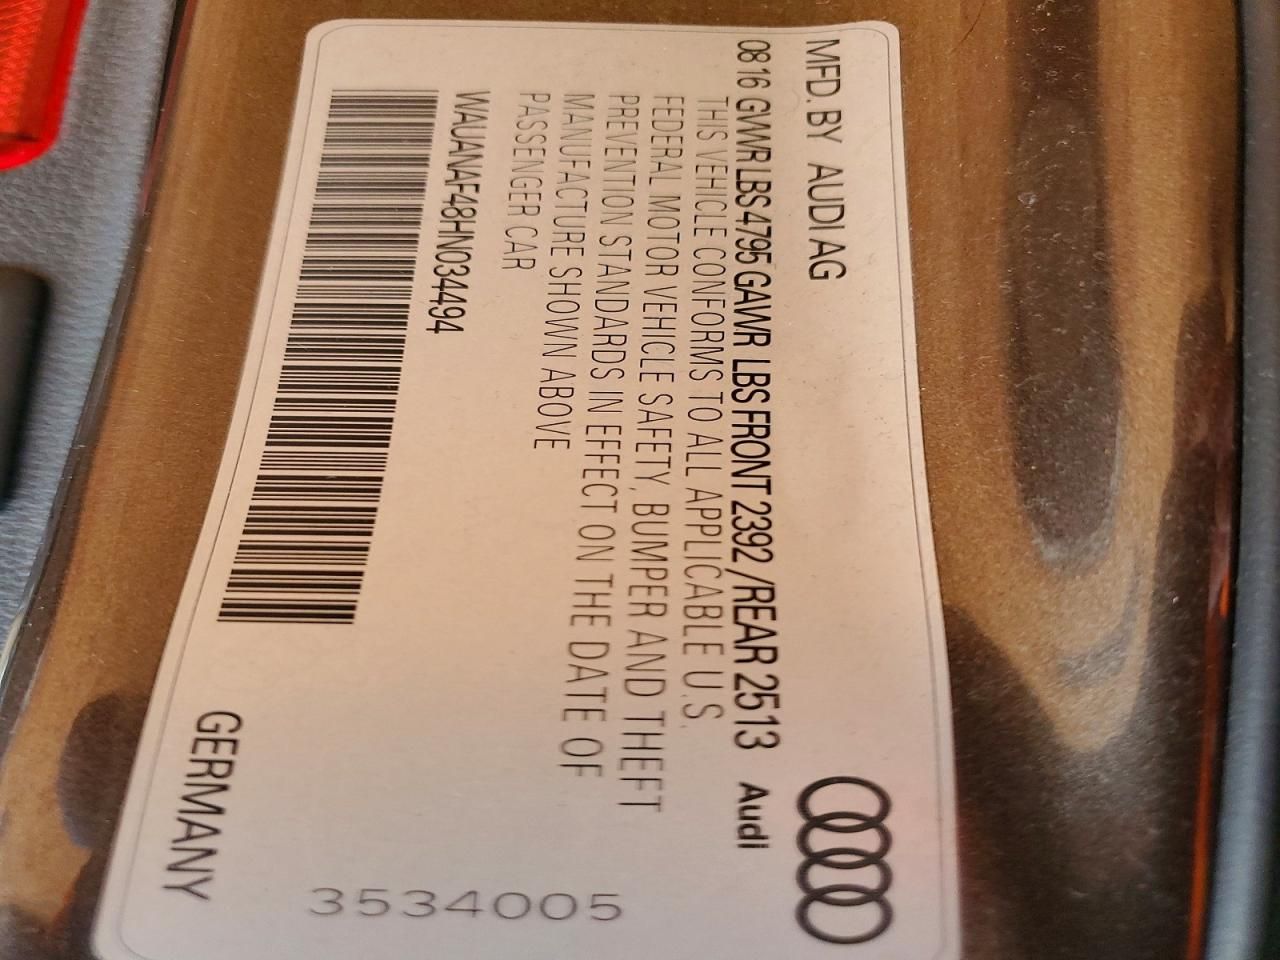 MFD. BY AUDI AG
08 16 GVWR LBS 4795 GAWR LBS FRONT 2392 /REAR 2513 Audi
THIS VEHICLE CONFORMS TO ALL APPLICABLE U.S.
FEDERAL MOTOR VEHICLE SAFETY, BUMPER AND THEFT
PREVENTION STANDARDS IN EFFECT ON THE DATE OF
MANUFACTURE SHOWN ABOVE
PASSENGER CAR
WAUANAF48HN034494
GERMANY
3534005